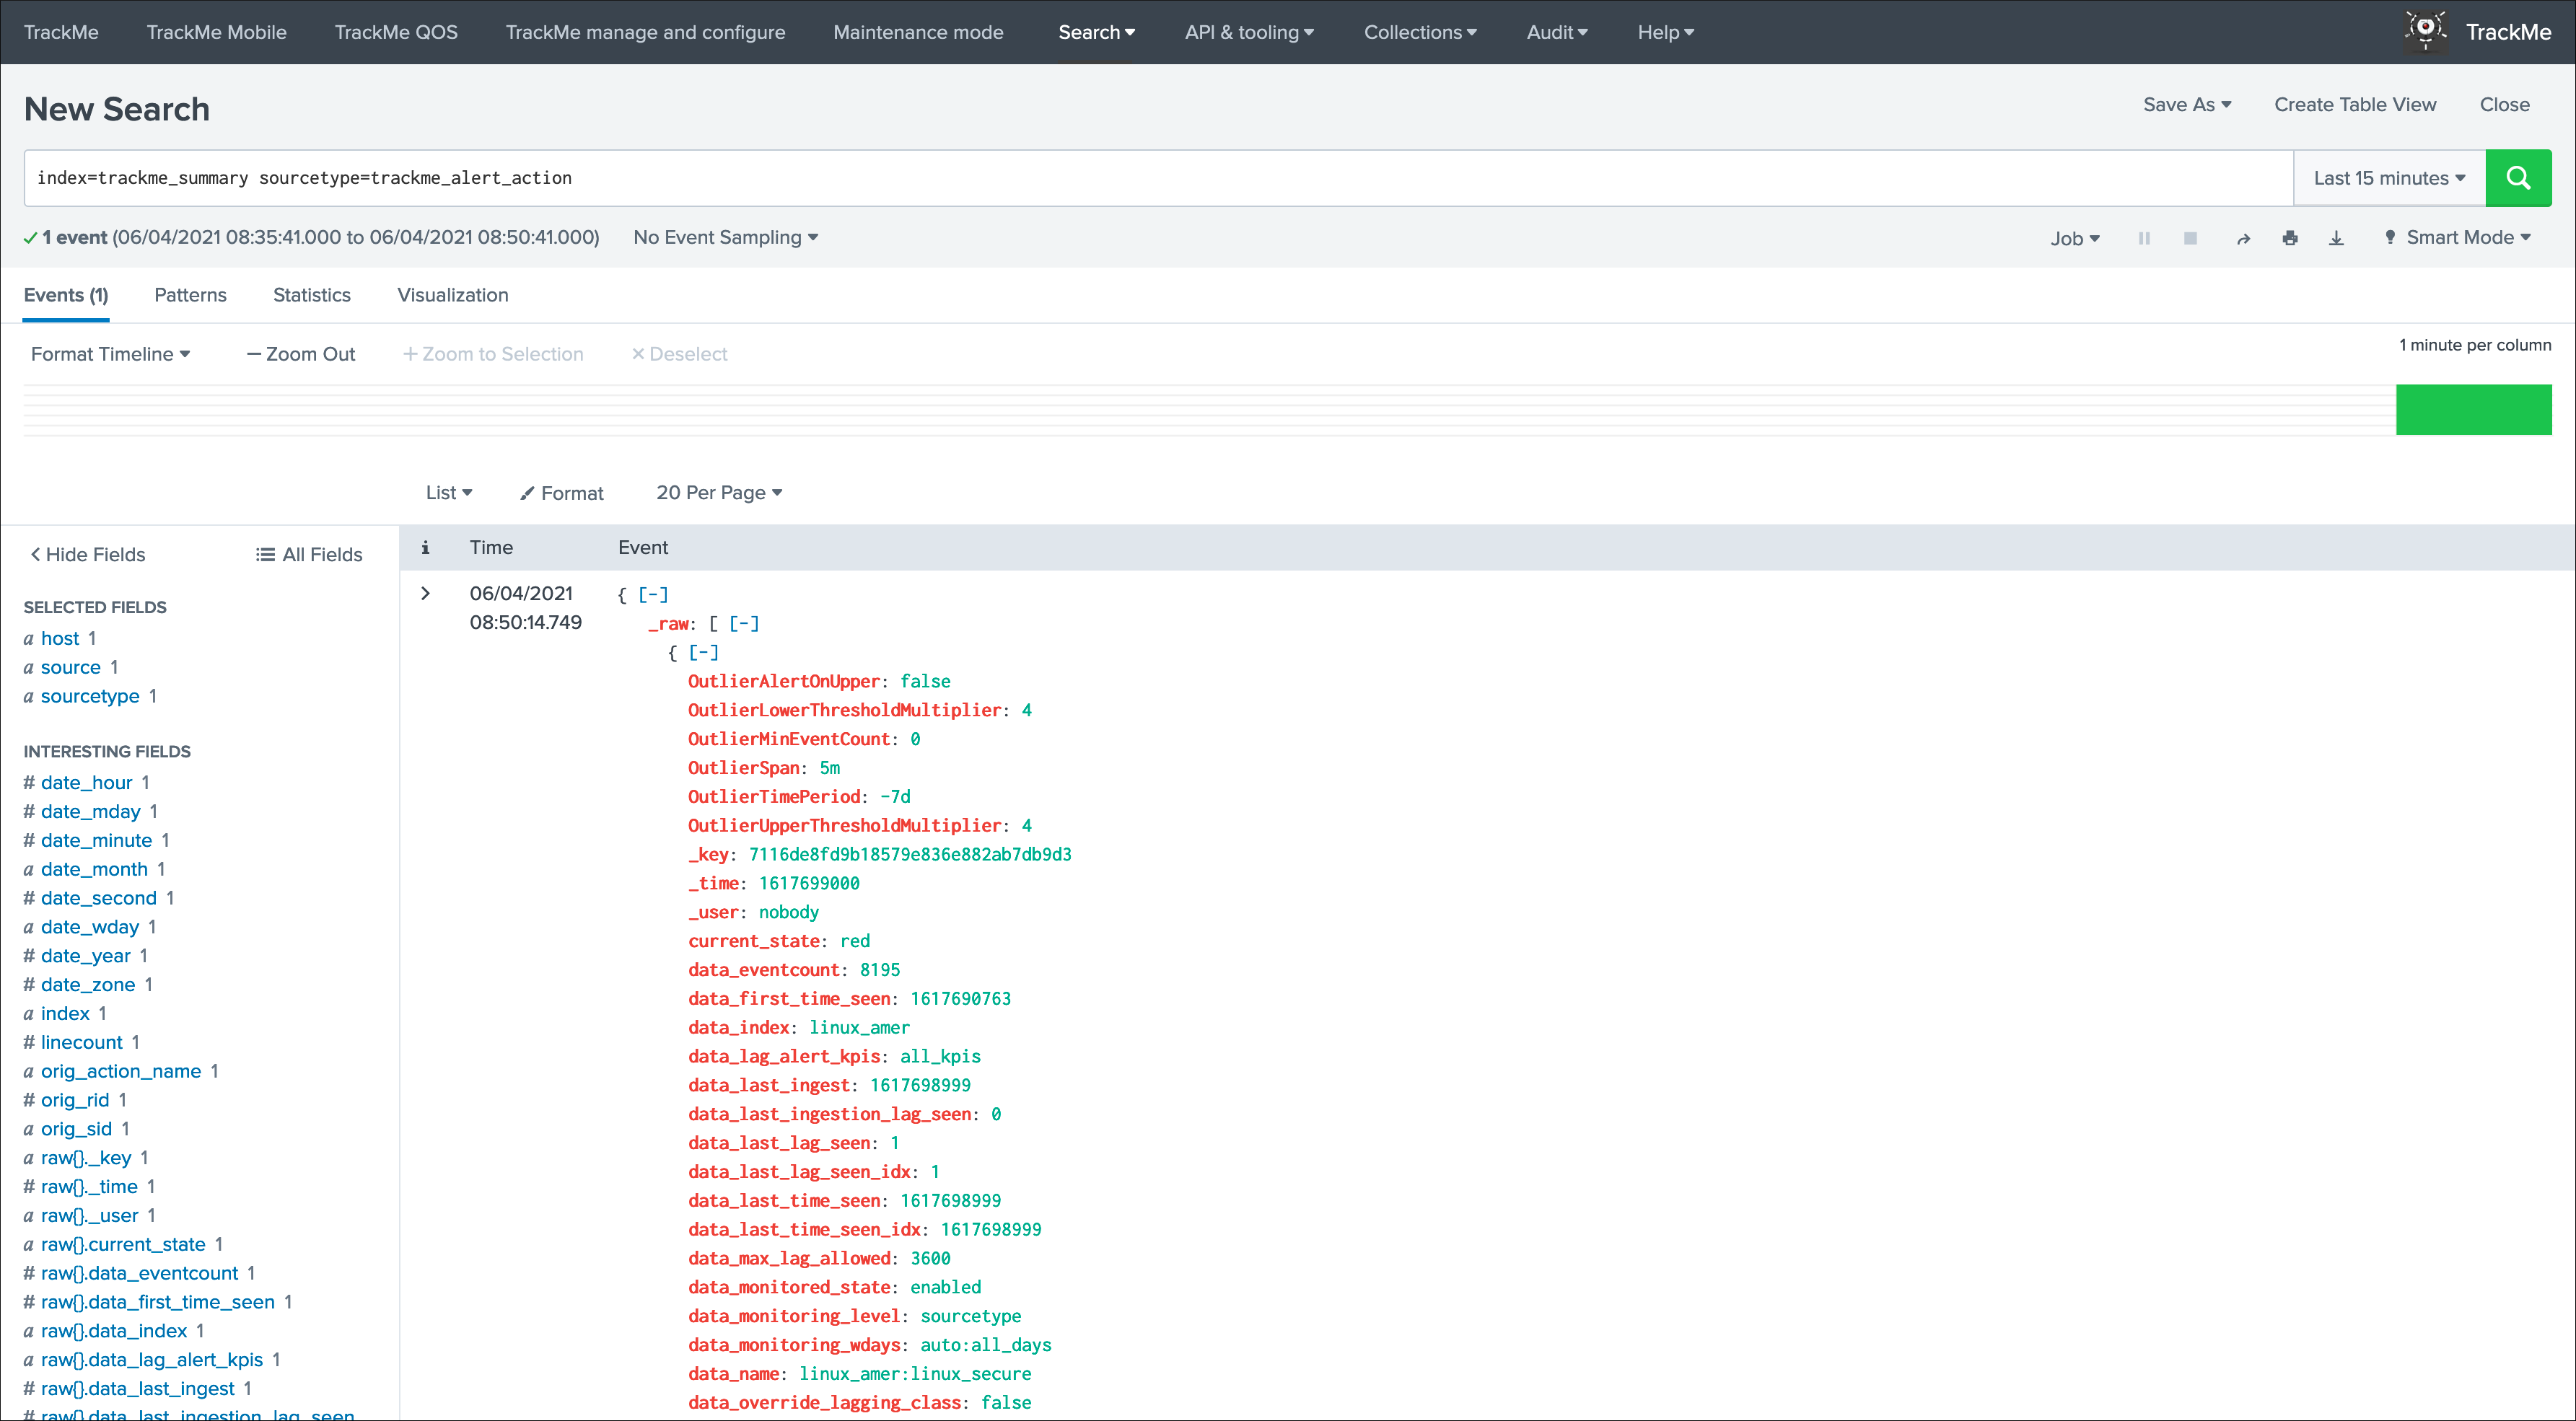 TrackMe TrackMe Mobile TrackMe QOS TrackMe manage and configure Maintenance mode Search API & tooling Collections Audit Help TrackMe
New Search
Save As Create Table View Close
index=trackme_summary sourcetype=trackme_alert_action
Last 15 minutes
1 event (06/04/2021 08:35:41.000 to 06/04/2021 08:50:41.000) No Event Sampling
Job Smart Mode
Events (1) Patterns Statistics Visualization
Format Timeline — Zoom Out + Zoom to Selection × Deselect
1 minute per column
List Format 20 Per Page
Hide Fields All Fields
SELECTED FIELDS
a host 1
a source 1
a sourcetype 1
INTERESTING FIELDS
# date_hour 1
# date_mday 1
# date_minute 1
a date_month 1
# date_second 1
a date_wday 1
# date_year 1
# date_zone 1
a index 1
# linecount 1
a orig_action_name 1
# orig_rid 1
a orig_sid 1
a raw{}._key 1
# raw{}._time 1
a raw{}._user 1
a raw{}.current_state 1
# raw{}.data_eventcount 1
# raw{}.data_first_time_seen 1
a raw{}.data_index 1
a raw{}.data_lag_alert_kpis 1
# raw{}.data_last_ingest 1
# raw{}.data_last_ingestion_lag_seen
i Time Event
06/04/2021
08:50:14.749
{ [-]
_raw: [ [-]
{ [-]
OutlierAlertOnUpper: false
OutlierLowerThresholdMultiplier: 4
OutlierMinEventCount: 0
OutlierSpan: 5m
OutlierTimePeriod: -7d
OutlierUpperThresholdMultiplier: 4
_key: 7116de8fd9b18579e836e882ab7db9d3
_time: 1617699000
_user: nobody
current_state: red
data_eventcount: 8195
data_first_time_seen: 1617690763
data_index: linux_amer
data_lag_alert_kpis: all_kpis
data_last_ingest: 1617698999
data_last_ingestion_lag_seen: 0
data_last_lag_seen: 1
data_last_lag_seen_idx: 1
data_last_time_seen: 1617698999
data_last_time_seen_idx: 1617698999
data_max_lag_allowed: 3600
data_monitored_state: enabled
data_monitoring_level: sourcetype
data_monitoring_wdays: auto:all_days
data_name: linux_amer:linux_secure
data_override_lagging_class: false